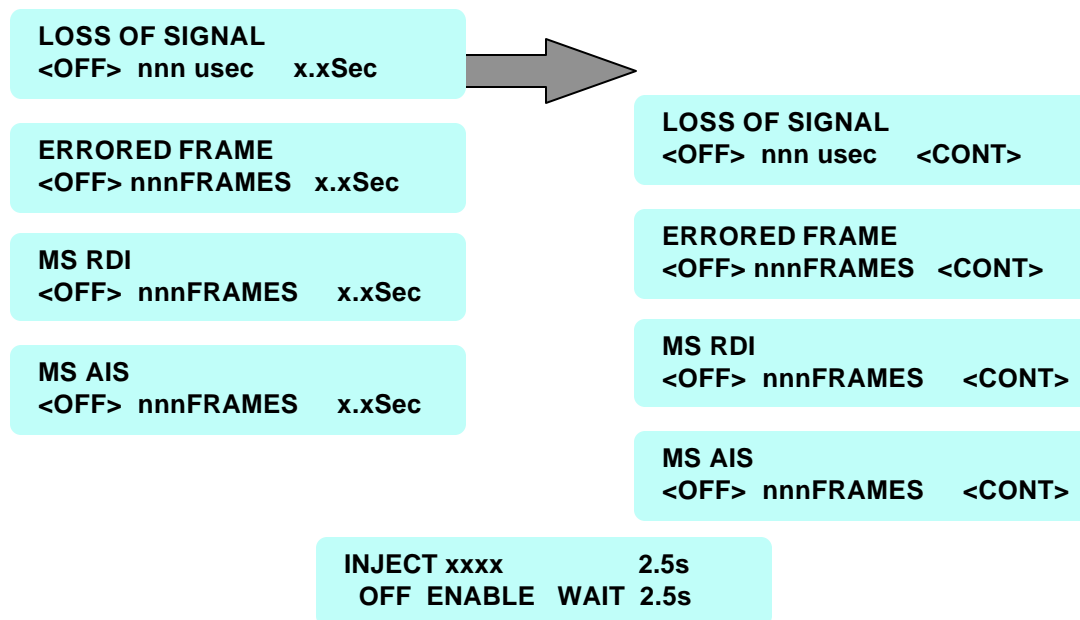 LOSS OF SIGNAL
<OFF> nnn usec x.xSec
ERRORED FRAME
<OFF> nnnFRAMES x.xSec
MS RDI
<OFF> nnnFRAMES x.xSec
MS AIS
<OFF> nnnFRAMES x.xSec
LOSS OF SIGNAL
<OFF> nnn usec <CONT>
ERRORED FRAME
<OFF> nnnFRAMES <CONT>
MS RDI
<OFF> nnnFRAMES <CONT>
MS AIS
<OFF> nnnFRAMES <CONT>
INJECT xxxx 2.5s
OFF ENABLE WAIT 2.5s